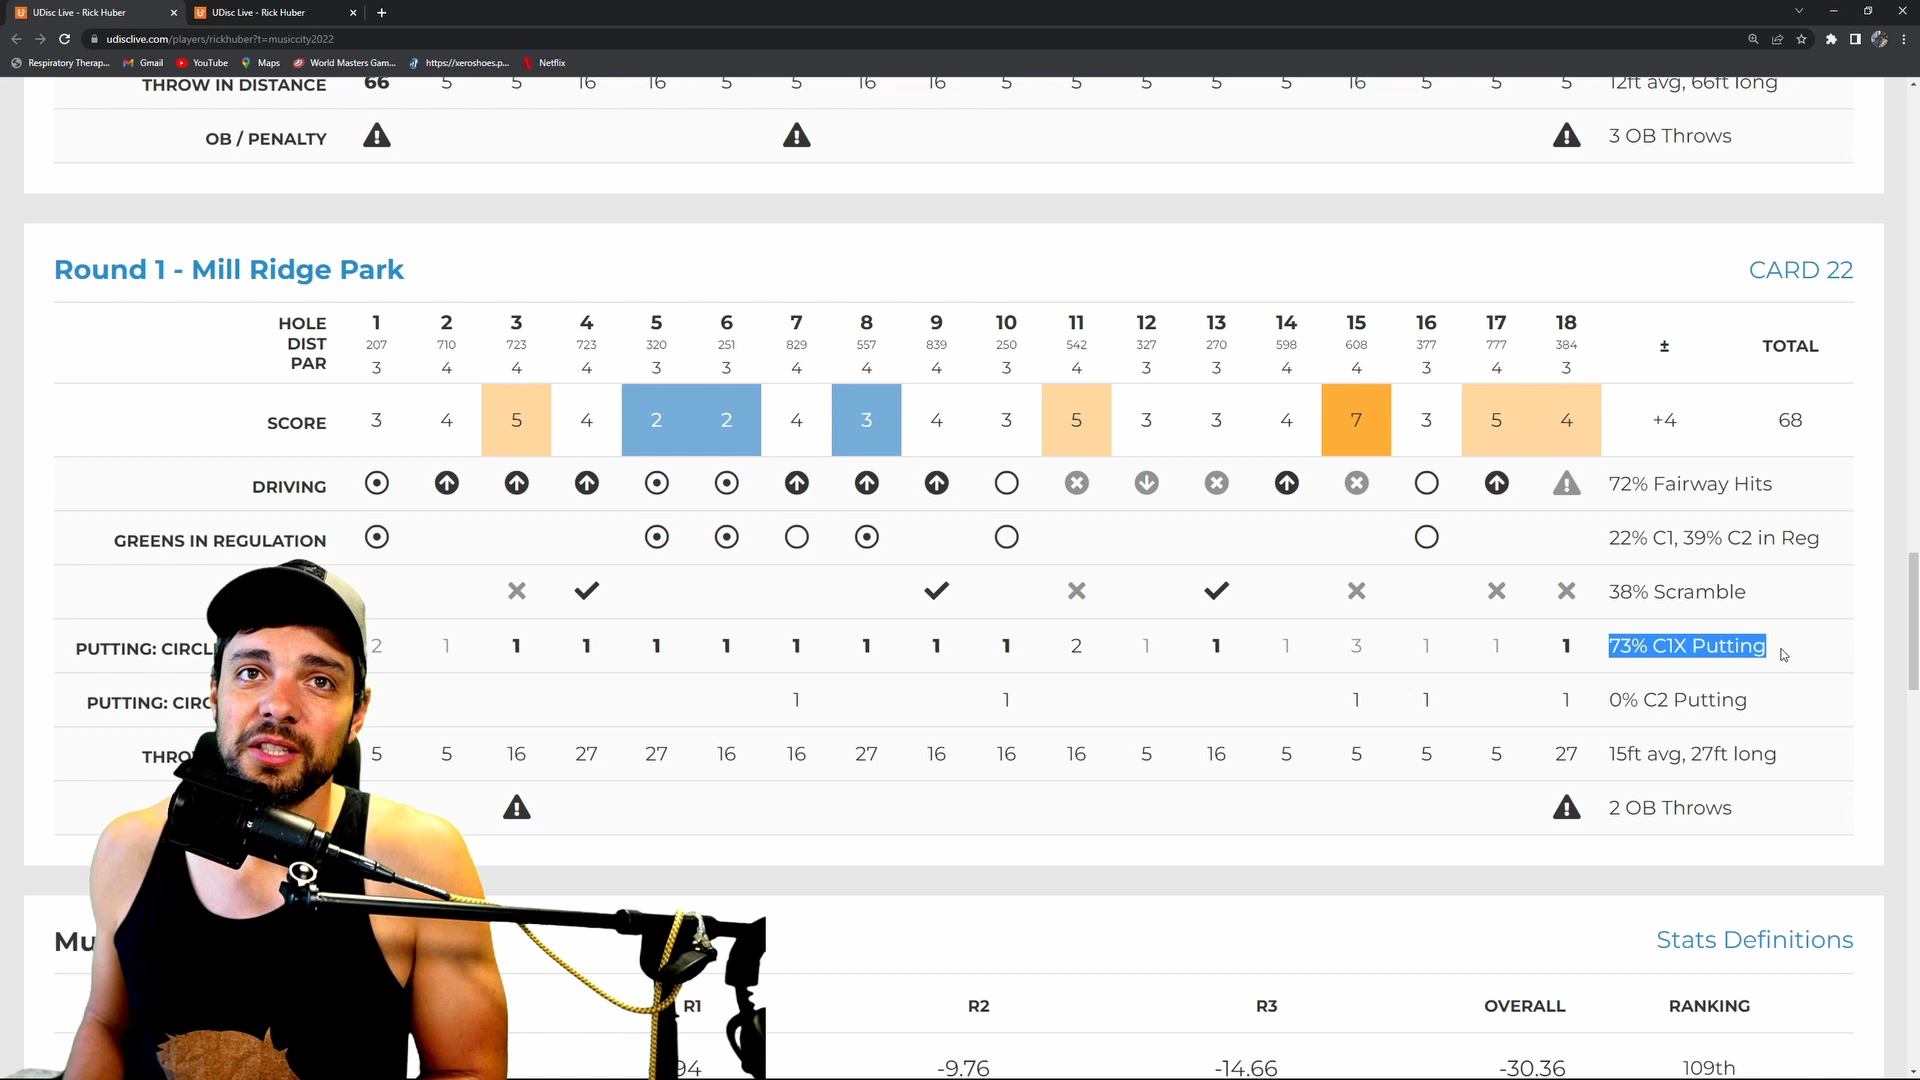 UDisc Live - Rick Huber
UDisc Live - Rick Huber
udisclive.com/players/rickhuber?t=musiccity2022
Respiratory Therap... Gmail YouTube Maps World Masters Gam... https://xeroshoes.p... Netflix
THROW IN DISTANCE 66 5 5 16 16 5 5 16 16 5 5 5 5 5 16 5 5 5 12ft avg, 66ft long
OB / PENALTY 3 OB Throws
Round 1 - Mill Ridge Park CARD 22
HOLE 1 2 3 4 5 6 7 8 9 10 11 12 13 14 15 16 17 18
DIST 207 710 723 723 320 251 829 557 839 250 542 327 270 598 608 377 777 384 ± TOTAL
PAR 3 4 4 4 3 3 4 4 4 3 4 3 3 4 4 3 4 3
SCORE 3 4 5 4 2 2 4 3 4 3 5 3 3 4 7 3 5 4 +4 68
DRIVING 72% Fairway Hits
GREENS IN REGULATION 22% C1, 39% C2 in Reg
38% Scramble
PUTTING: CIRCL 2 1 1 1 1 1 1 1 1 1 2 1 1 1 3 1 1 1 73% C1X Putting
PUTTING: CIRC 1 1 1 1 1 0% C2 Putting
THRO 5 5 16 27 27 16 16 27 16 16 16 5 16 5 5 5 5 27 15ft avg, 27ft long
2 OB Throws
Mu Stats Definitions
R1 R2 R3 OVERALL RANKING
94 -9.76 -14.66 -30.36 109th